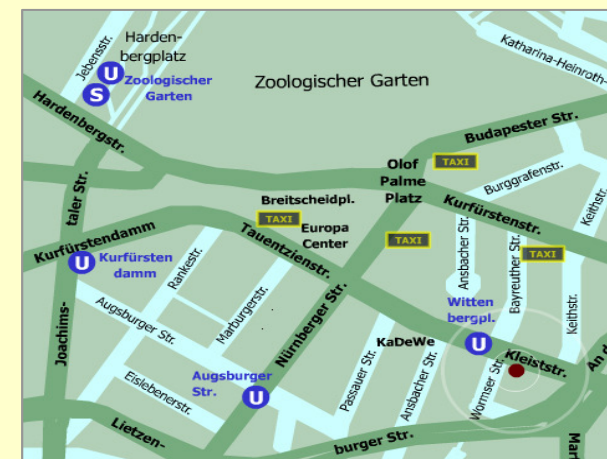 Harden-
bergplatz
Jebensstr.
U
S
Zoologischer
Garten
Zoologischer Garten
Katharina-Heinroth-
Hardenbergstr.
Budapester Str.
TAXI
Olof
Palme
Platz
Burggrafenstr.
Keithstr.
taler Str.
Breitscheidpl.
TAXI
Europa
Center
Kurfürstenstr.
TAXI
TAXI
Kurfürstendamm
Tauentzienstr.
U
Kurfürsten
damm
Rankestr.
Ansbacher Str.
Bayreuther Str.
Keithstr.
Augsburger Str.
Marburgerstr.
Nürnberger Str.
Witten
bergpl.
U
Joachims-
KaDeWe
Kleiststr.
An d
Eislebenerstr.
Augsburger
Str.
U
Passauer Str.
Ansbacher Str.
Wormser Str.
Lietzen-
burger Str.
Mart